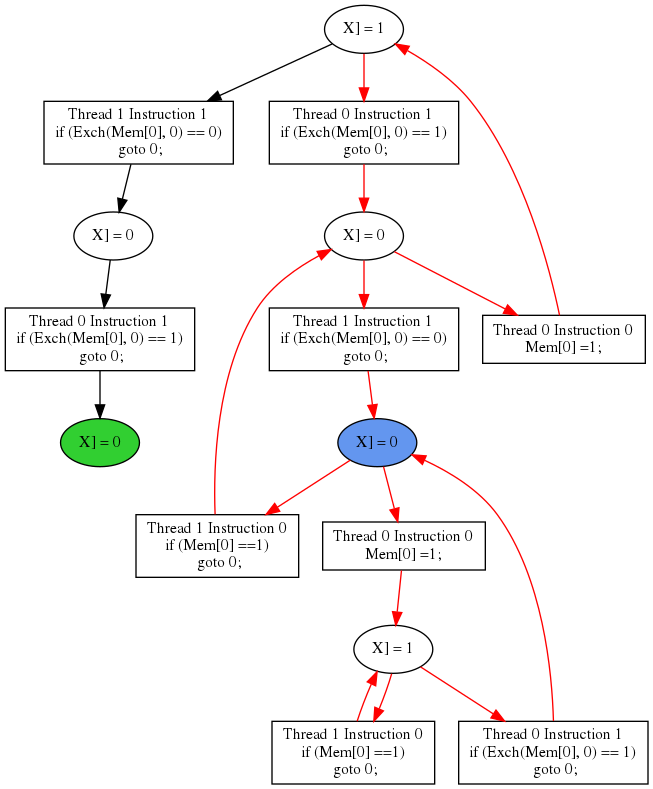 X] = 1
Thread 1 Instruction 1
if (Exch(Mem[0], 0) == 0)
goto 0;
Thread 0 Instruction 1
if (Exch(Mem[0], 0) == 1)
goto 0;
X] = 0
X] = 0
Thread 0 Instruction 1
if (Exch(Mem[0], 0) == 1)
goto 0;
Thread 1 Instruction 1
if (Exch(Mem[0], 0) == 0)
goto 0;
Thread 0 Instruction 0
Mem[0] =1;
X] = 0
X] = 0
Thread 1 Instruction 0
if (Mem[0] ==1)
goto 0;
Thread 0 Instruction 0
Mem[0] =1;
X] = 1
Thread 1 Instruction 0
if (Mem[0] ==1)
goto 0;
Thread 0 Instruction 1
if (Exch(Mem[0], 0) == 1)
goto 0;